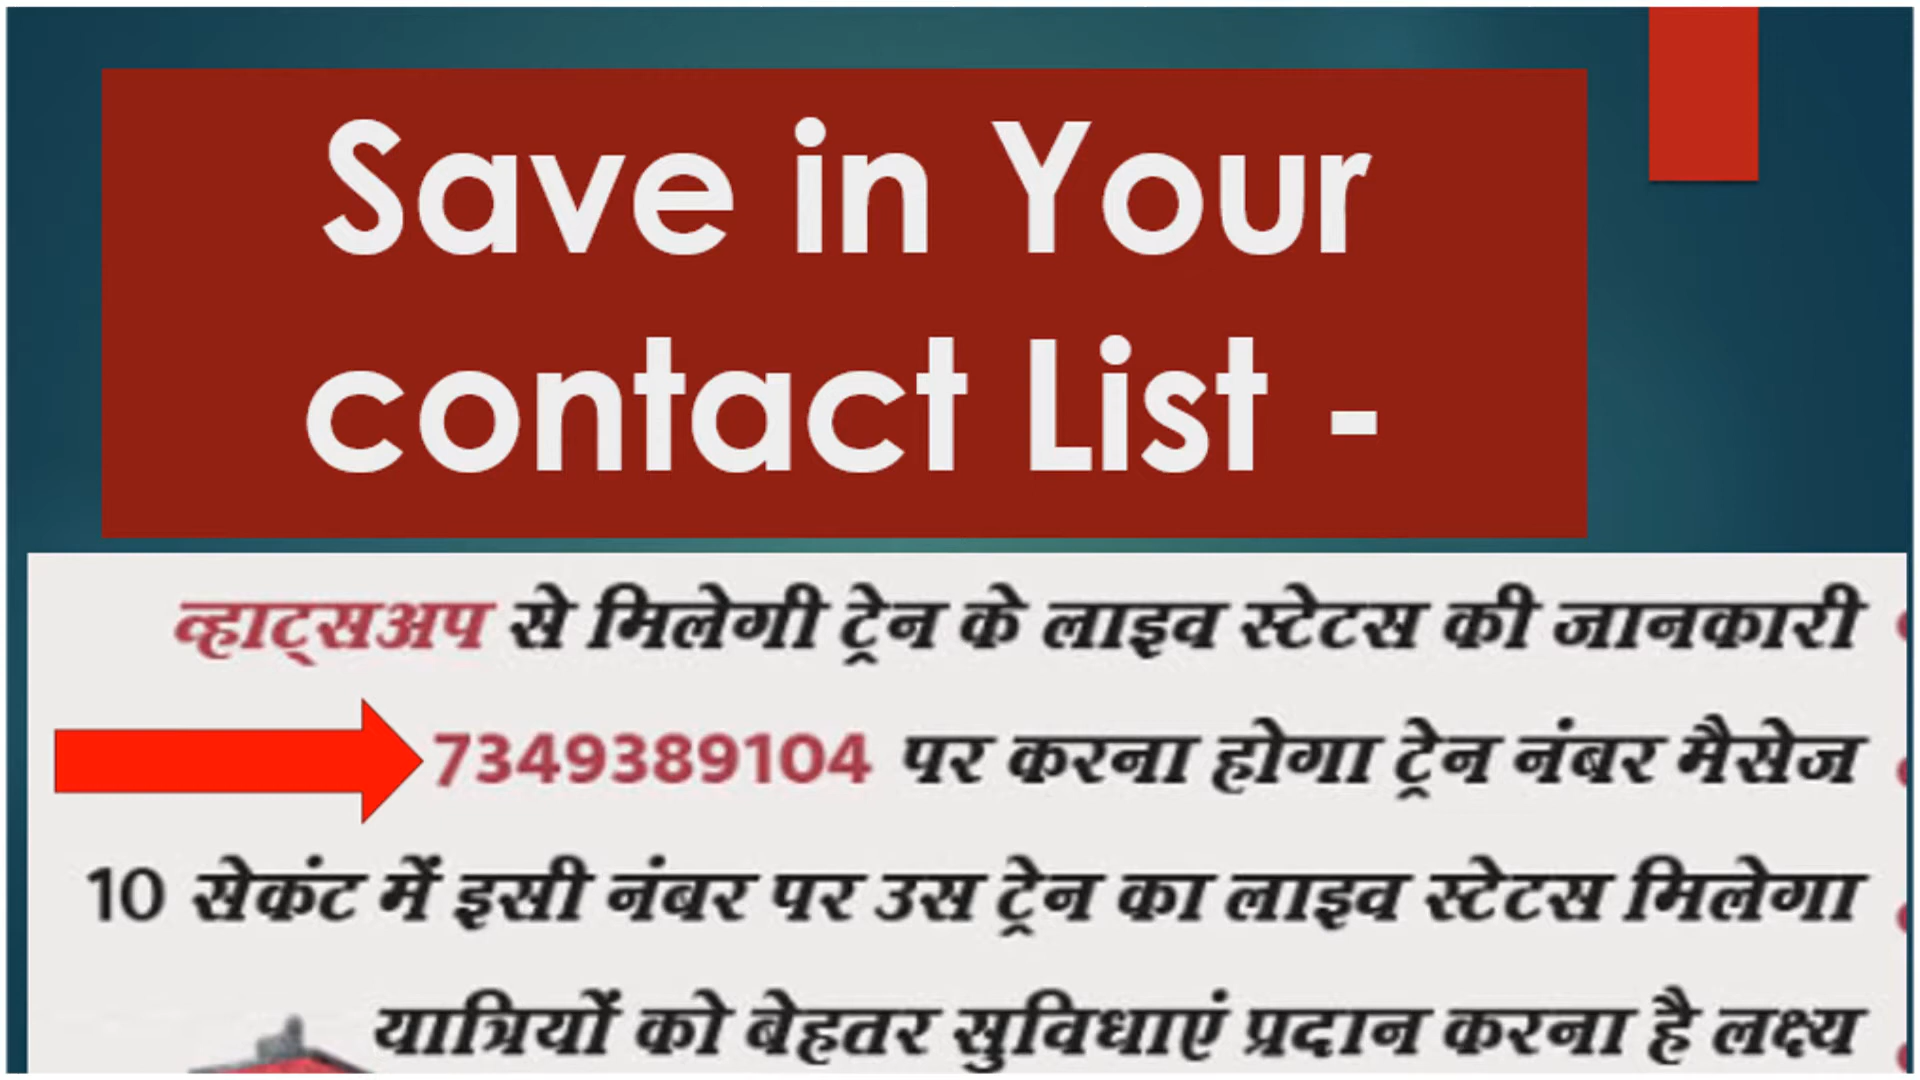 Save in Your
contact List -
व्हाट्सअप से मिलेगी ट्रेन के लाइव स्टेटस की जानकारी
7349389104 पर करना होगा ट्रेन नंबर मैसेज
10 सेकंट में इसी नंबर पर उस ट्रेन का लाइव स्टेटस मिलेगा
यात्रियों को बेहतर सुविधाएं प्रदान करना है लक्ष्य